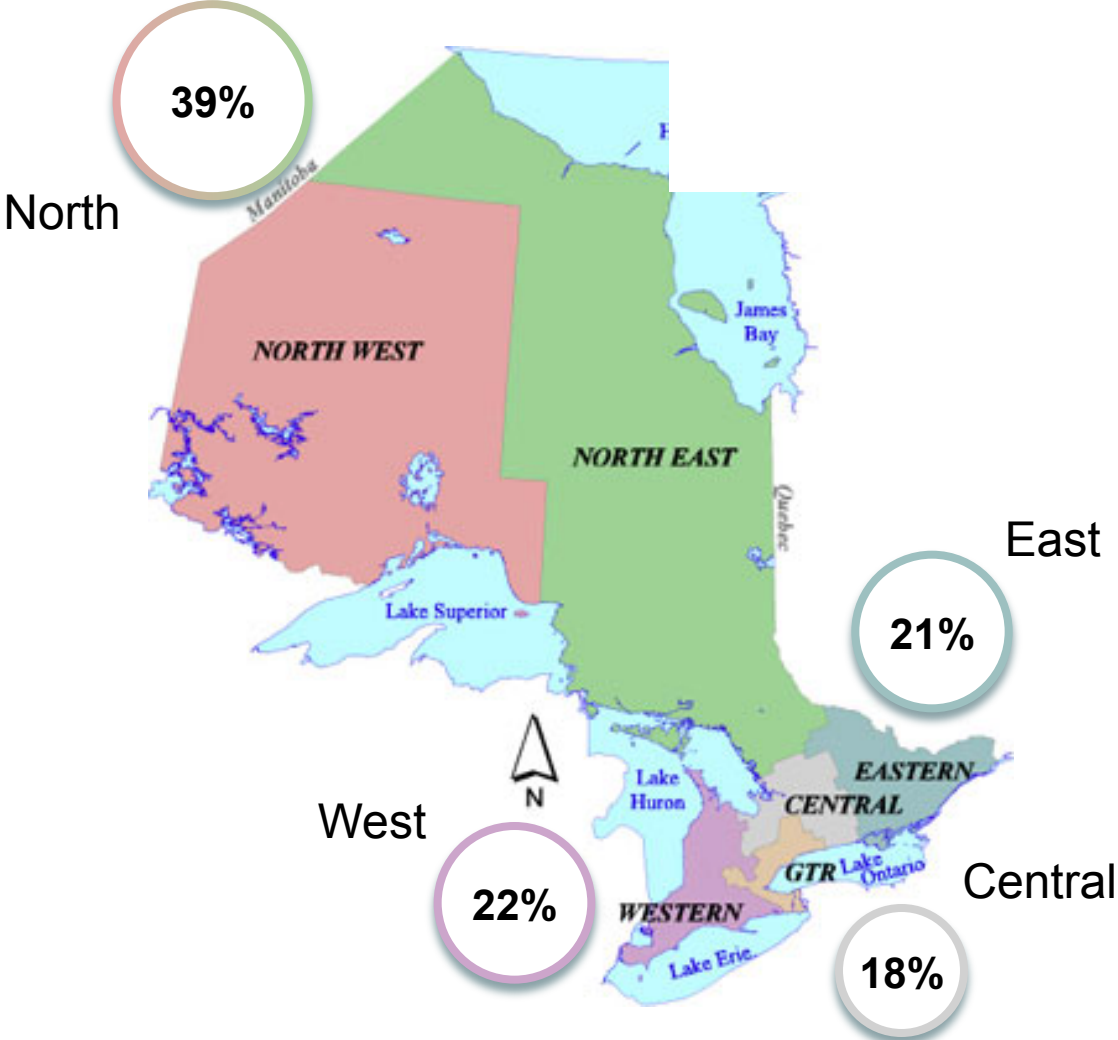 39%
North
Manitoba
H
NORTH WEST
James
Bay
NORTH EAST
Quebec
East
21%
Lake Superior
N
Lake
Huron
EASTERN
CENTRAL
West
22%
GTR
Lake
Ontario
Central
WESTERN
Lake Erie
18%